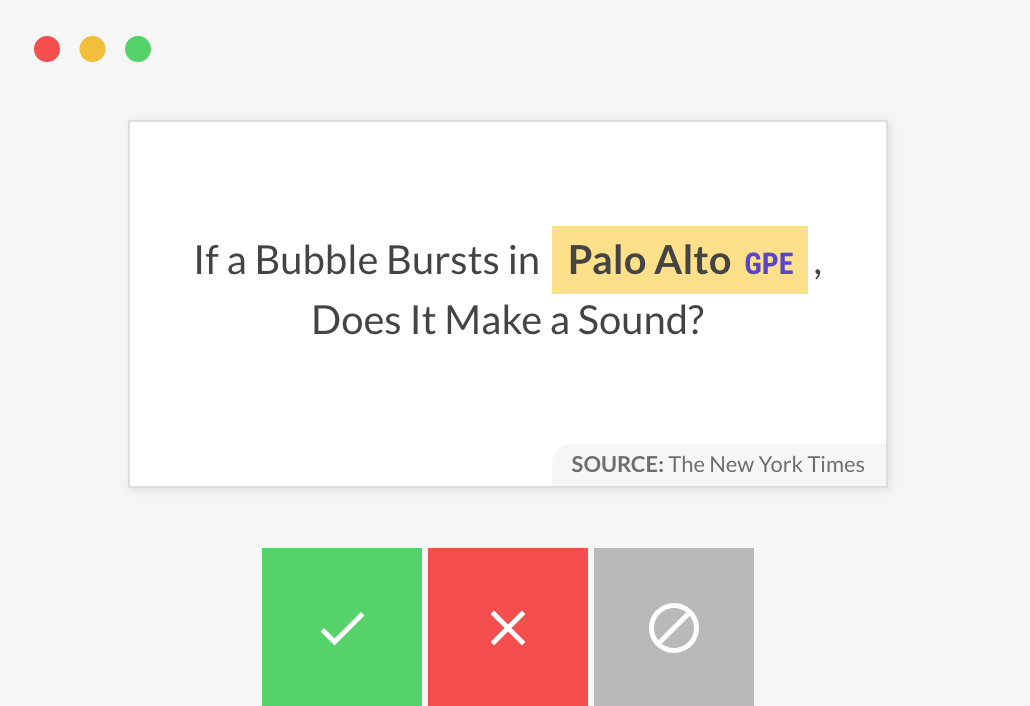 If a Bubble Bursts in Palo Alto GPE ,
Does It Make a Sound?
SOURCE: The New York Times